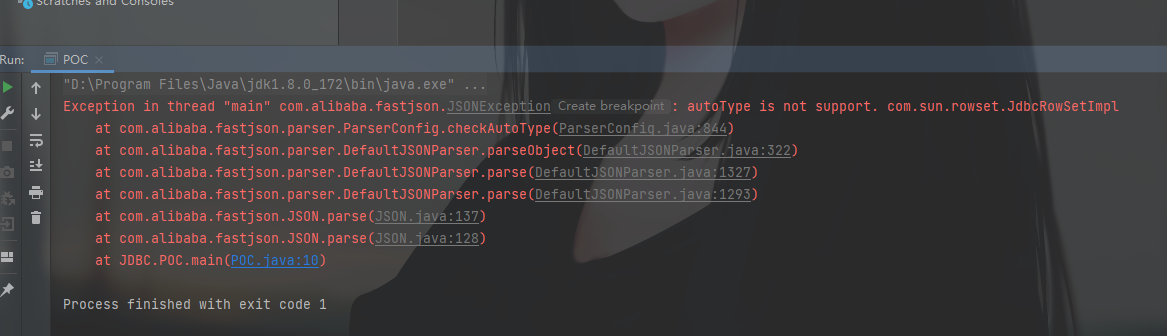 Scratches and Consoles
Run: POC
"D:\Program Files\Java\jdk1.8.0_172\bin\java.exe" ...
Exception in thread "main" com.alibaba.fastjson.JSONException Create breakpoint : autoType is not support. com.sun.rowset.JdbcRowSetImpl
at com.alibaba.fastjson.parser.ParserConfig.checkAutoType(ParserConfig.java:844)
at com.alibaba.fastjson.parser.DefaultJSONParser.parseObject(DefaultJSONParser.java:322)
at com.alibaba.fastjson.parser.DefaultJSONParser.parse(DefaultJSONParser.java:1327)
at com.alibaba.fastjson.parser.DefaultJSONParser.parse(DefaultJSONParser.java:1293)
at com.alibaba.fastjson.JSON.parse(JSON.java:137)
at com.alibaba.fastjson.JSON.parse(JSON.java:128)
at JDBC.POC.main(POC.java:10)
Process finished with exit code 1